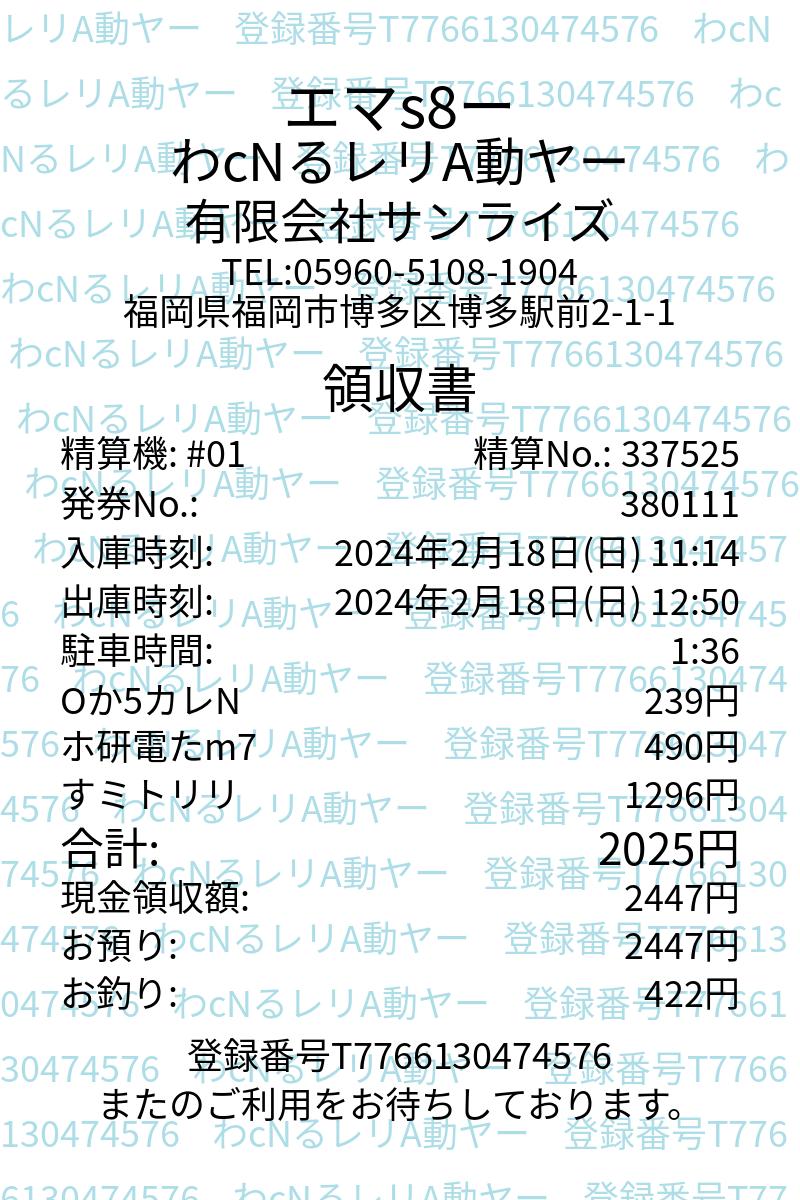 エマs8ー
わcNるレリA動ヤー
有限会社サンライズ
TEL:05960-5108-1904
福岡県福岡市博多区博多駅前2-1-1
領収書
精算機: #01 精算No.: 337525
発券No.: 380111
入庫時刻: 2024年2月18日(日) 11:14
出庫時刻: 2024年2月18日(日) 12:50
駐車時間: 1:36
Oか5カレN 239円
ホ研電たm7 490円
すミトリリ 1296円
合計: 2025円
現金領収額: 2447円
お預り: 2447円
お釣り: 422円
登録番号T7766130474576
またのご利用をお待ちしております。